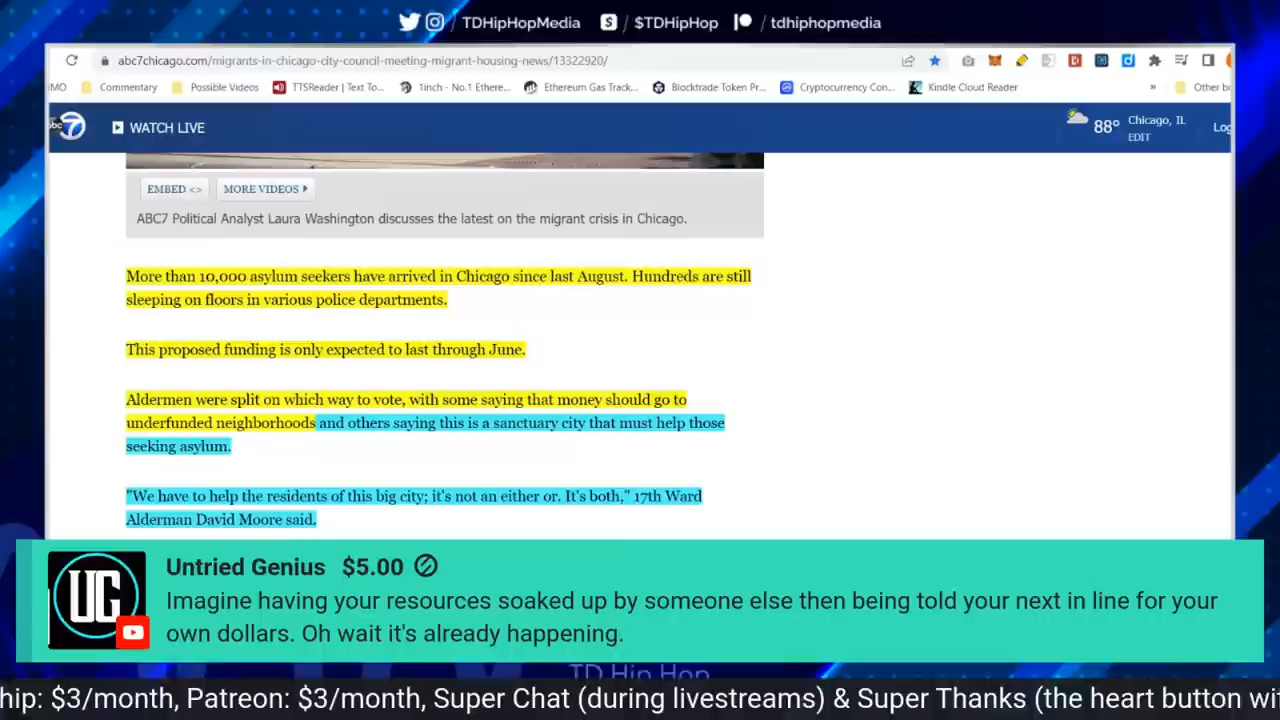 / TDHipHopMedia $ / $TDHipHop / tdhiphopmedia
abc7chicago.com/migrants-in-chicago-city-council-meeting-migrant-housing-news/13322920/
Commentary Possible Videos TTSReader | Text To... 1inch - No.1 Ethere... Ethereum Gas Track... Blocktrade Token Pr... Cryptocurrency Con... Kindle Cloud Reader » Other bo
abc 7 WATCH LIVE 88° Chicago, IL
EDIT
Log
EMBED <> MORE VIDEOS
ABC7 Political Analyst Laura Washington discusses the latest on the migrant crisis in Chicago.
More than 10,000 asylum seekers have arrived in Chicago since last August. Hundreds are still
sleeping on floors in various police departments.
This proposed funding is only expected to last through June.
Aldermen were split on which way to vote, with some saying that money should go to
underfunded neighborhoods and others saying this is a sanctuary city that must help those
seeking asylum.
"We have to help the residents of this big city; it's not an either or. It's both," 17th Ward
Alderman David Moore said.
UG
Untried Genius $5.00
Imagine having your resources soaked up by someone else then being told your next in line for your
own dollars. Oh wait it's already happening.
TD Hip Hop
hip: $3/month, Patreon: $3/month, Super Chat (during livestreams) & Super Thanks (the heart button wi